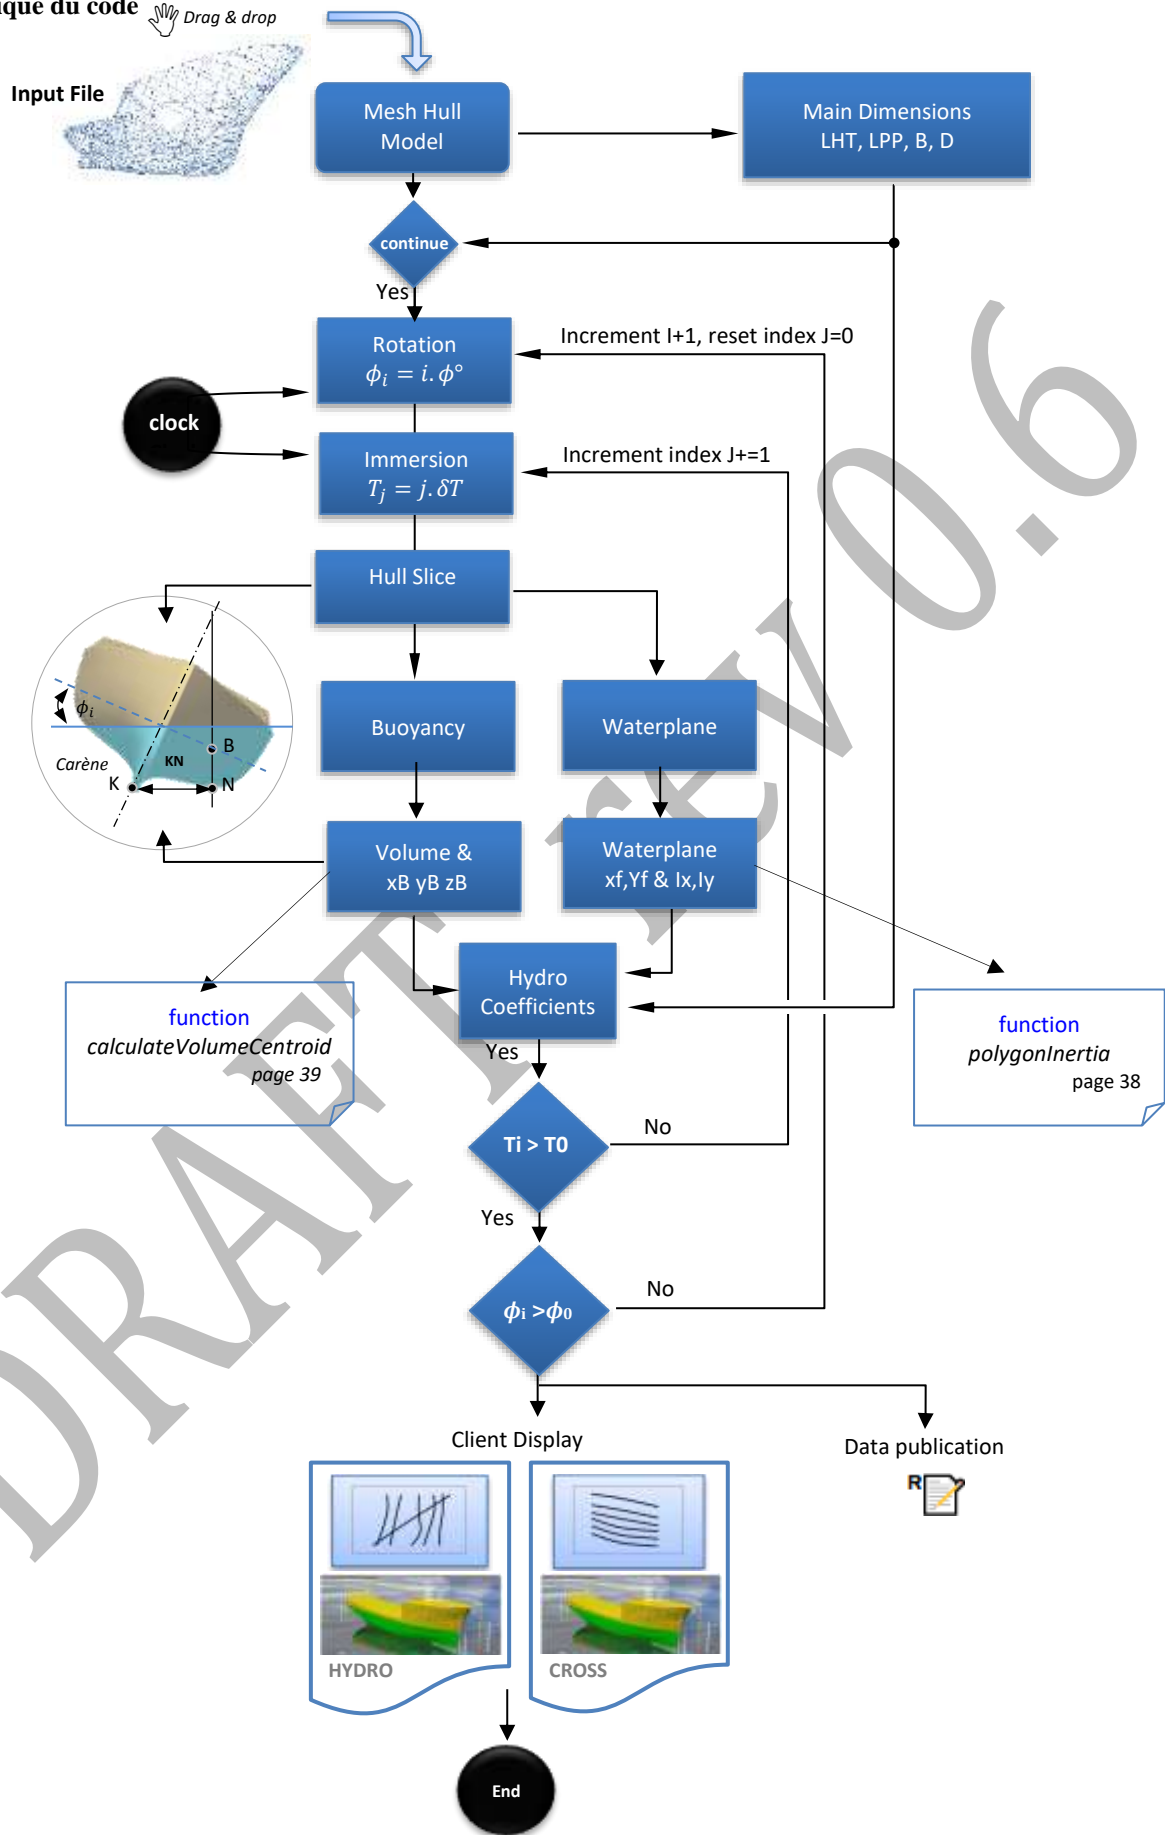 ique du code
Drag & drop
Input File
Mesh Hull
Model
Main Dimensions
LHT, LPP, B, D
continue
Yes
Rotation
ϕᵢ = i. ϕ°
Increment I+1, reset index J=0
clock
Immersion
Tⱼ = j. δT
Increment index J+=1
Hull Slice
ϕᵢ
Carène
KN
B
K
N
Buoyancy
Waterplane
Volume &
xB yB zB
Waterplane
xf,Yf & Ix,Iy
Hydro
Coefficients
function
calculateVolumeCentroid
page 39
function
polygonInertia
page 38
Yes
Ti > T0
No
Yes
ϕi >ϕ0
No
Client Display
Data publication
R
HYDRO
CROSS
End
DRAFT rev 0.6